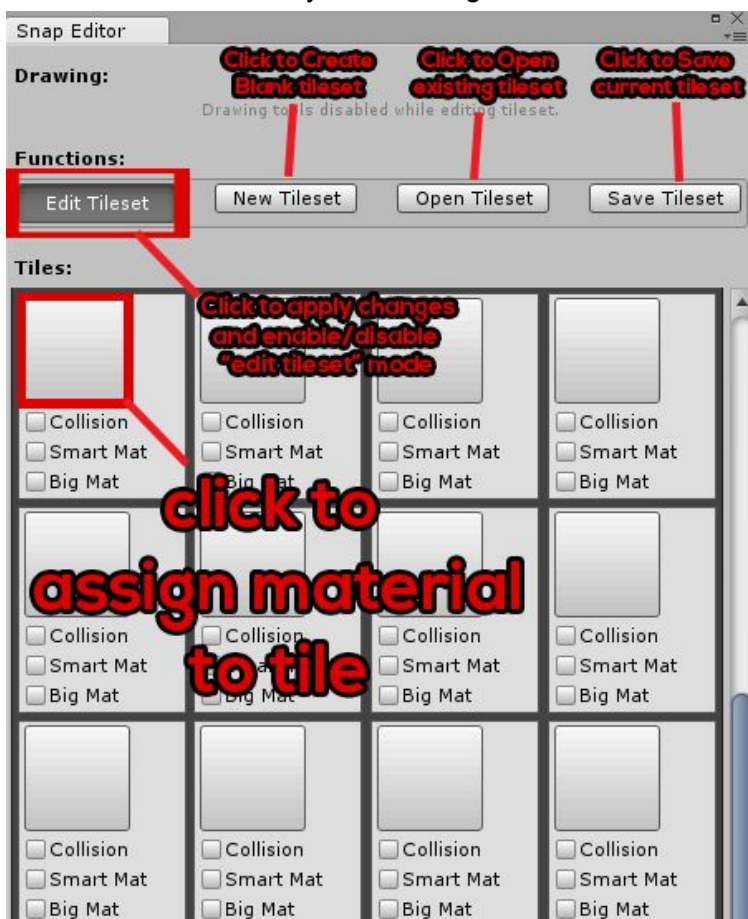 Snap Editor
Drawing:
Click to Create
Blank tileset
Click to Open
existing tileset
Click to Save
current tileset
Drawing tools disabled while editing tileset.
Functions:
Edit Tileset
New Tileset
Open Tileset
Save Tileset
Tiles:
Click to apply changes
and enable/disable
"edit tileset" mode
Collision
Smart Mat
Big Mat
Collision
Smart Mat
Big Mat
Collision
Smart Mat
Big Mat
Collision
Smart Mat
Big Mat
click to
assign material
to tile
Collision
Smart Mat
Big Mat
Collision
Big Mat
Collision
Smart Mat
Big Mat
Collision
Smart Mat
Big Mat
Collision
Smart Mat
Big Mat
Collision
Smart Mat
Big Mat
Collision
Smart Mat
Big Mat
Collision
Smart Mat
Big Mat